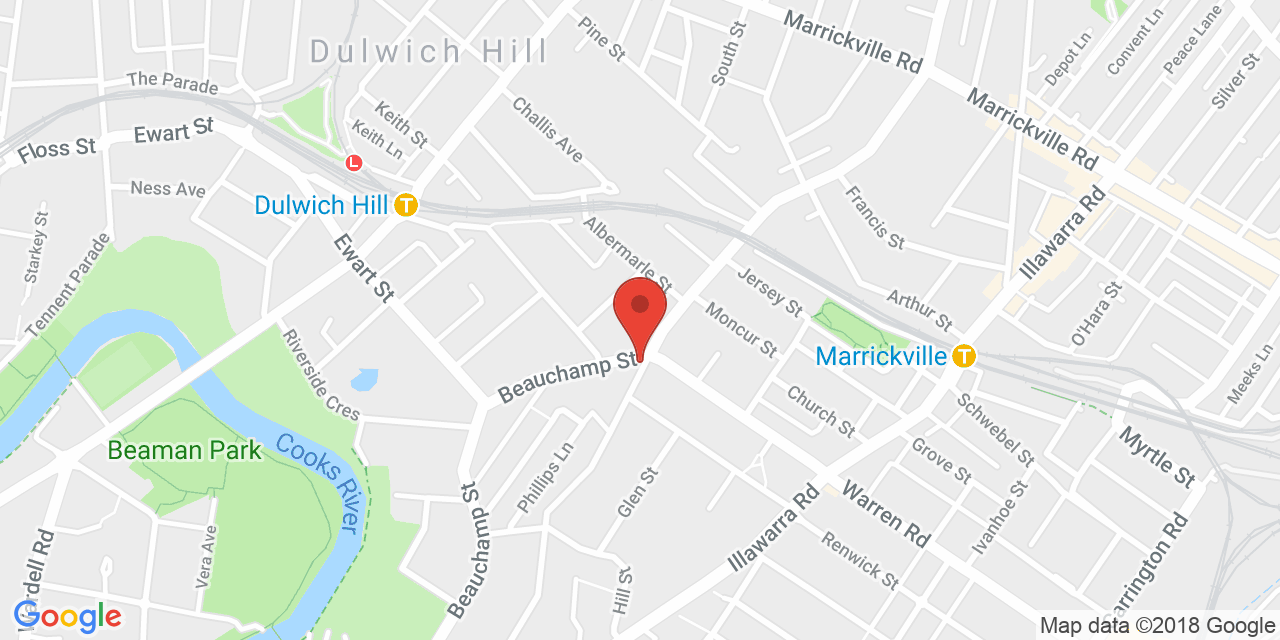 Marrickville Rd
Pine St
South St
Convent Ln
Peace Lane
Depot Ln
Silver St
Dulwich Hill
The Parade
Keith St
Keith Ln
Challis Ave
Marrickville Rd
Floss St
Ewart St
Ness Ave
L
Dulwich Hill
T
Starkey St
Tennent Parade
Ewart St
Albermarle St
Francis St
Illawarra Rd
Jersey St
Arthur St
O'Hara St
Moncur St
Marrickville
T
Riverside Cres
Beauchamp St
Meeks Ln
Church St
Schwebel St
Beaman Park
Cooks River
Phillips Ln
Grove St
Myrtle St
Glen St
Beauchamp St
Illawarra Rd
Warren Rd
Ivanhoe St
Vera Ave
Renwick St
Hill St
Carrington Rd
Wardell Rd
Google
Map data ©2018 Google